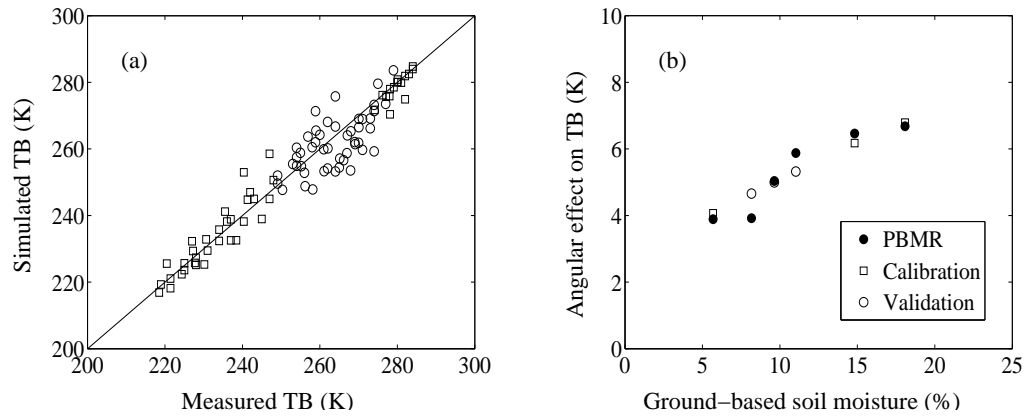 300
280
260
240
220
200
200
220
240
260
280
300
(a)
Simulated TB (K)
Measured TB (K)
10
8
6
4
2
0
0
5
10
15
20
25
(b)
Angular effect on TB (K)
PBMR
Calibration
Validation
Ground−based soil moisture (%)